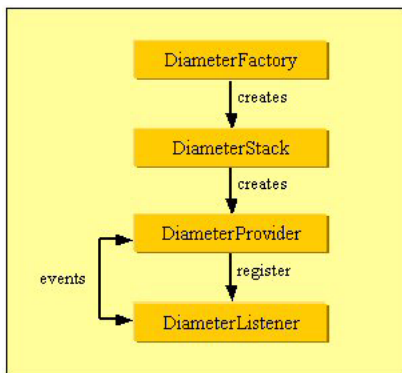 DiameterFactory
creates
DiameterStack
creates
DiameterProvider
register
events
DiameterListener